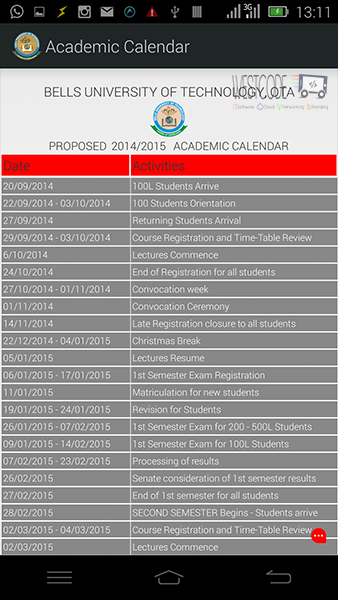 3G
13:11
Academic Calendar
WESTCODE
BELLS UNIVERSITY OF TECHNOLOGY, OTA
Software Cloud Networking Branding
PROPOSED 2014/2015 ACADEMIC CALENDAR
Date Activities
20/09/2014 100L Students Arrive
22/09/2014 - 03/10/2014 100 Students Orientation
27/09/2014 Returning Students Arrival
29/09/2014 - 03/10/2014 Course Registration and Time-Table Review
6/10/2014 Lectures Commence
24/10/2014 End of Registration for all students
27/10/2014 - 01/11/2014 Convocation week
01/11/2014 Convocation Ceremony
14/11/2014 Late Registration closure to all students
22/12/2014 - 04/01/2015 Christmas Break
05/01/2015 Lectures Resume
06/01/2015 - 17/01/2015 1st Semester Exam Registration
11/01/2015 Matriculation for new students
19/01/2015 - 24/01/2015 Revision for Students
26/01/2015 - 07/02/2015 1st Semester Exam for 200 - 500L Students
09/01/2015 - 14/02/2015 1st Semester Exam for 100L Students
07/02/2015 - 23/02/2015 Processing of results
26/02/2015 Senate consideration of 1st semester results
27/02/2015 End of 1st semester for all students
28/02/2015 SECOND SEMESTER Begins - Students arrive
02/03/2015 - 04/03/2015 Course Registration and Time-Table Review
02/03/2015 Lectures Commence